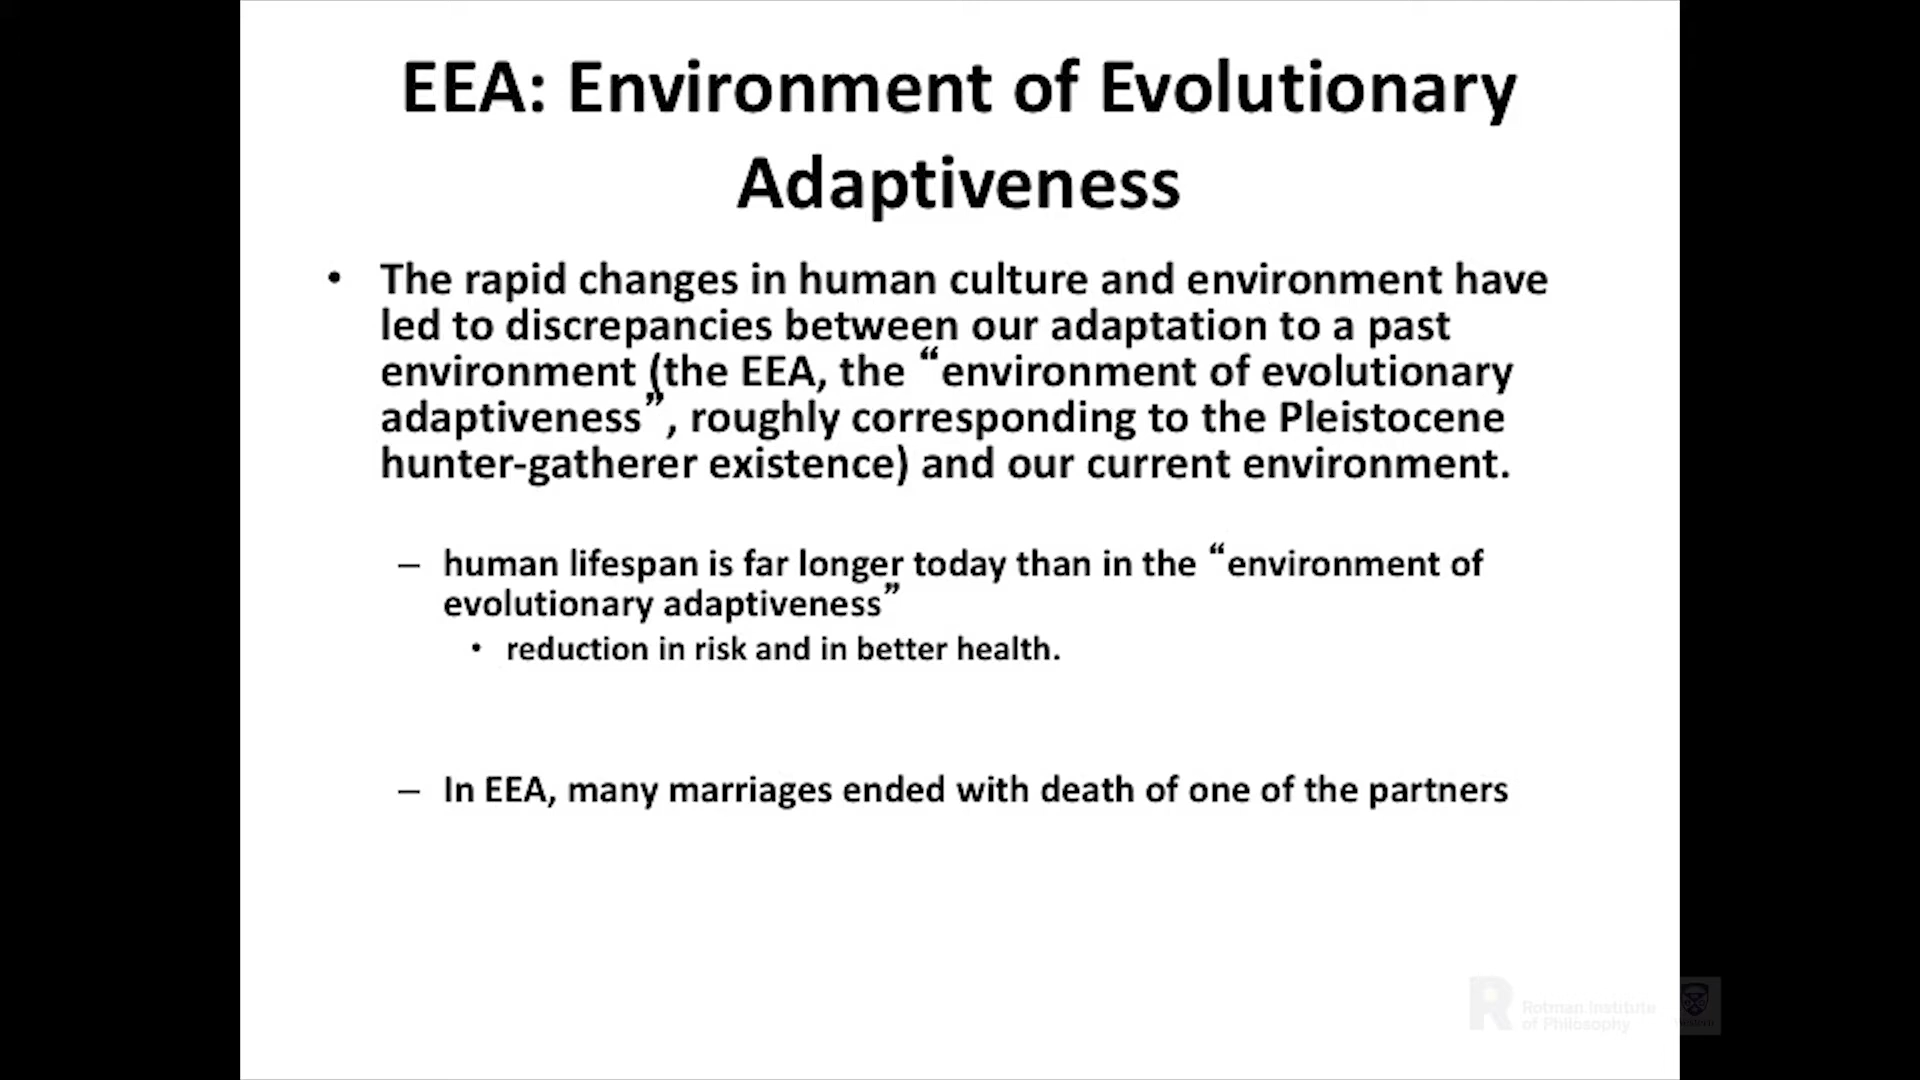 EEA: Environment of Evolutionary
Adaptiveness
• The rapid changes in human culture and environment have
led to discrepancies between our adaptation to a past
environment (the EEA, the “environment of evolutionary
adaptiveness”, roughly corresponding to the Pleistocene
hunter-gatherer existence) and our current environment.
– human lifespan is far longer today than in the “environment of
evolutionary adaptiveness”
• reduction in risk and in better health.
– In EEA, many marriages ended with death of one of the partners
R
Rotman Institute
of Philosophy